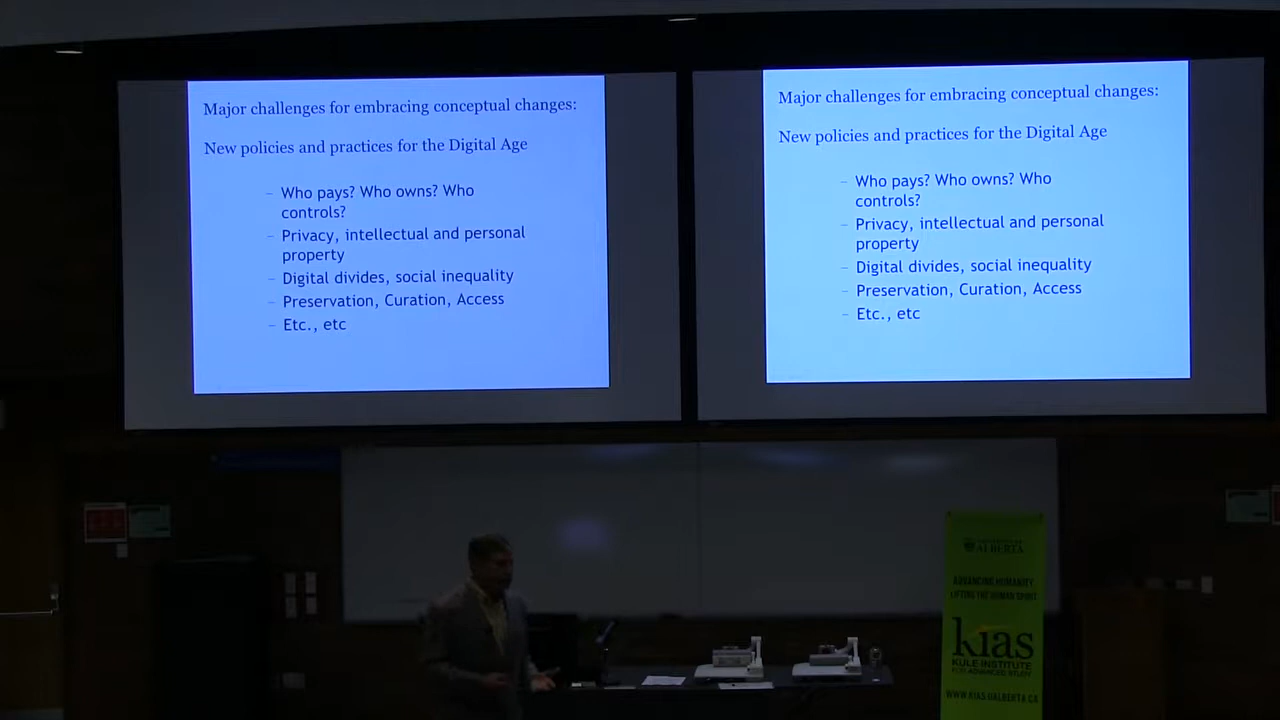 Major challenges for embracing conceptual changes:
New policies and practices for the Digital Age
– Who pays? Who owns? Who
controls?
– Privacy, intellectual and personal
property
– Digital divides, social inequality
– Preservation, Curation, Access
– Etc., etc
Major challenges for embracing conceptual changes:
New policies and practices for the Digital Age
– Who pays? Who owns? Who
controls?
– Privacy, intellectual and personal
property
– Digital divides, social inequality
– Preservation, Curation, Access
– Etc., etc
UNIVERSITY OF
ALBERTA
ADVANCING HUMANITY
LIFTING THE HUMAN SPIRIT
kias
KULE INSTITUTE
FOR ADVANCED STUDY
WWW.KIAS.UALBERTA.CA